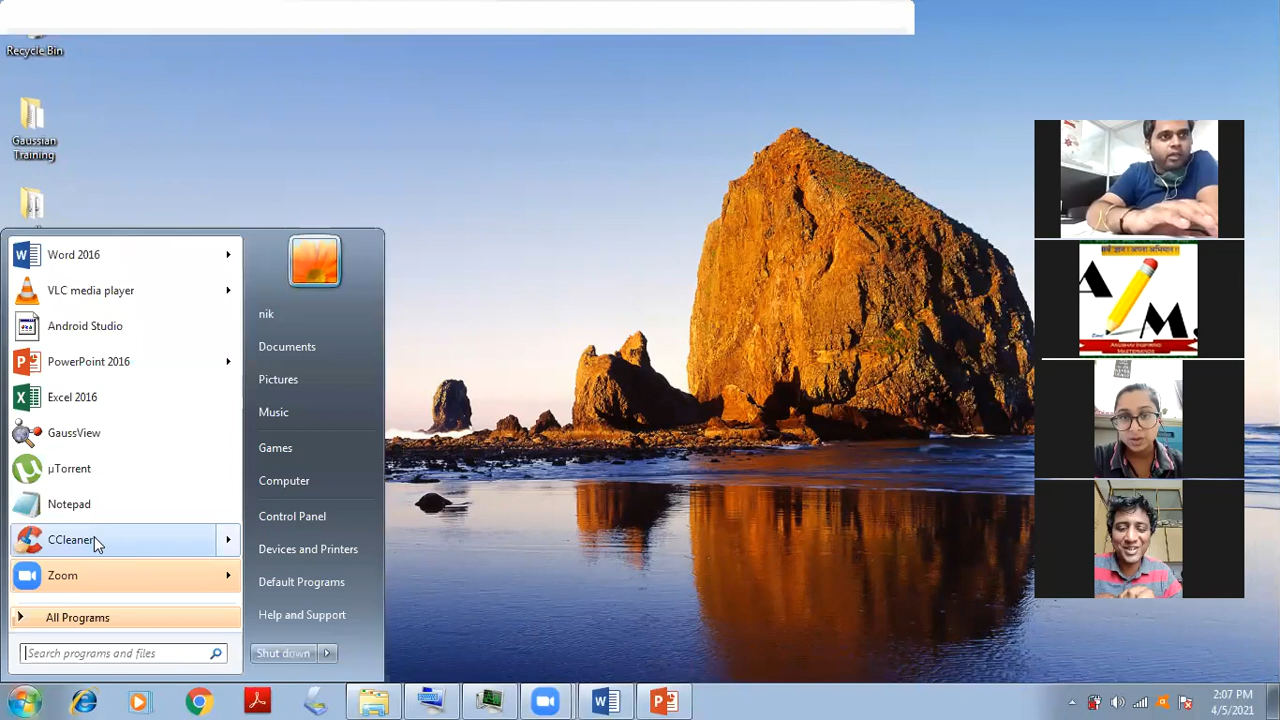 Recycle Bin
Gaussian
Training
Word 2016
VLC media player
Android Studio
PowerPoint 2016
Excel 2016
GaussView
µTorrent
Notepad
CCleaner
Zoom
All Programs
Search programs and files
nik
Documents
Pictures
Music
Games
Computer
Control Panel
Devices and Printers
Default Programs
Help and Support
Shut down
A
M
2:07 PM
4/5/2021